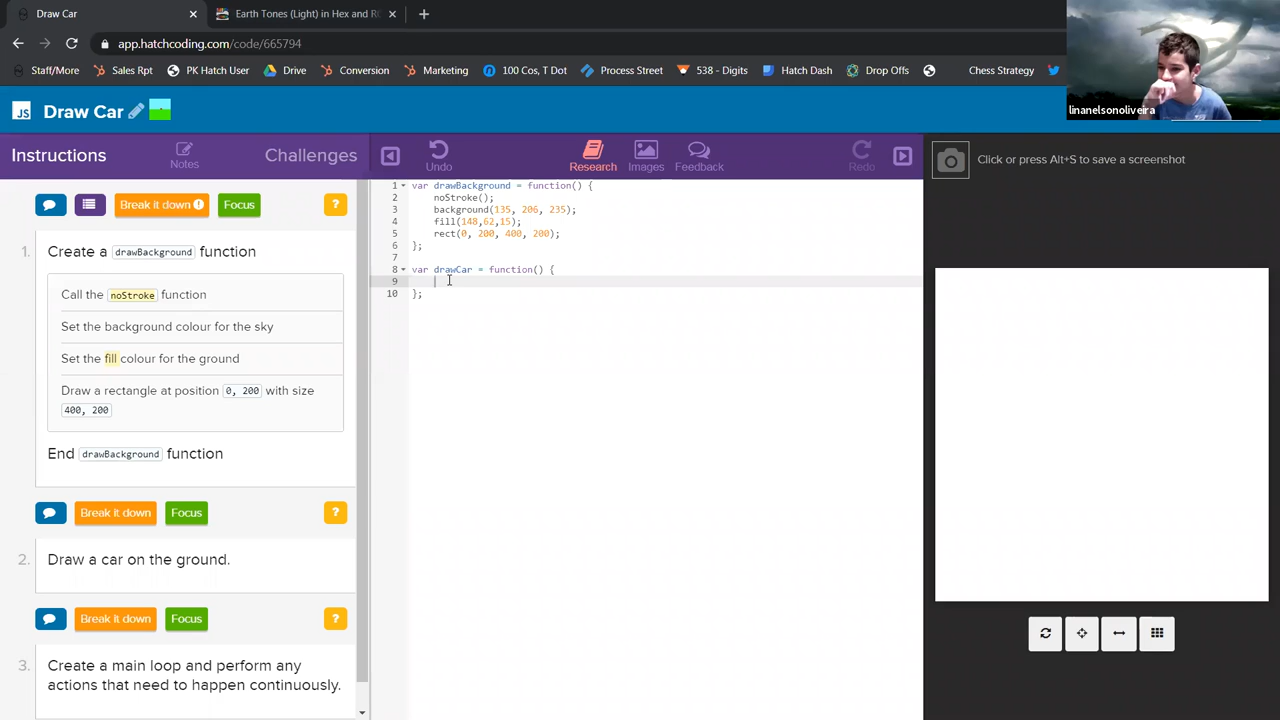 Draw Car
Earth Tones (Light) in Hex and R
app.hatchcoding.com/code/665794
Staff/More
Sales Rpt
PK Hatch User
Drive
Conversion
Marketing
100 Cos, T Dot
Process Street
538 - Digits
Hatch Dash
Drop Offs
Chess Strategy
linanelsonoliveira
JS
Draw Car
Instructions
Notes
Challenges
Undo
Research
Images
Feedback
Redo
Click or press Alt+S to save a screenshot
Break it down
Focus
?
1. Create a drawBackground function
Call the noStroke function
Set the background colour for the sky
Set the fill colour for the ground
Draw a rectangle at position 0, 200 with size
400, 200
End drawBackground function
Break it down
Focus
?
2. Draw a car on the ground.
Break it down
Focus
?
3. Create a main loop and perform any
actions that need to happen continuously.
1 var drawBackground = function() {
2 noStroke();
3 background(135, 206, 235);
4 fill(148,62,15);
5 rect(0, 200, 400, 200);
6 };
7
8 var drawCar = function() {
9
10 };